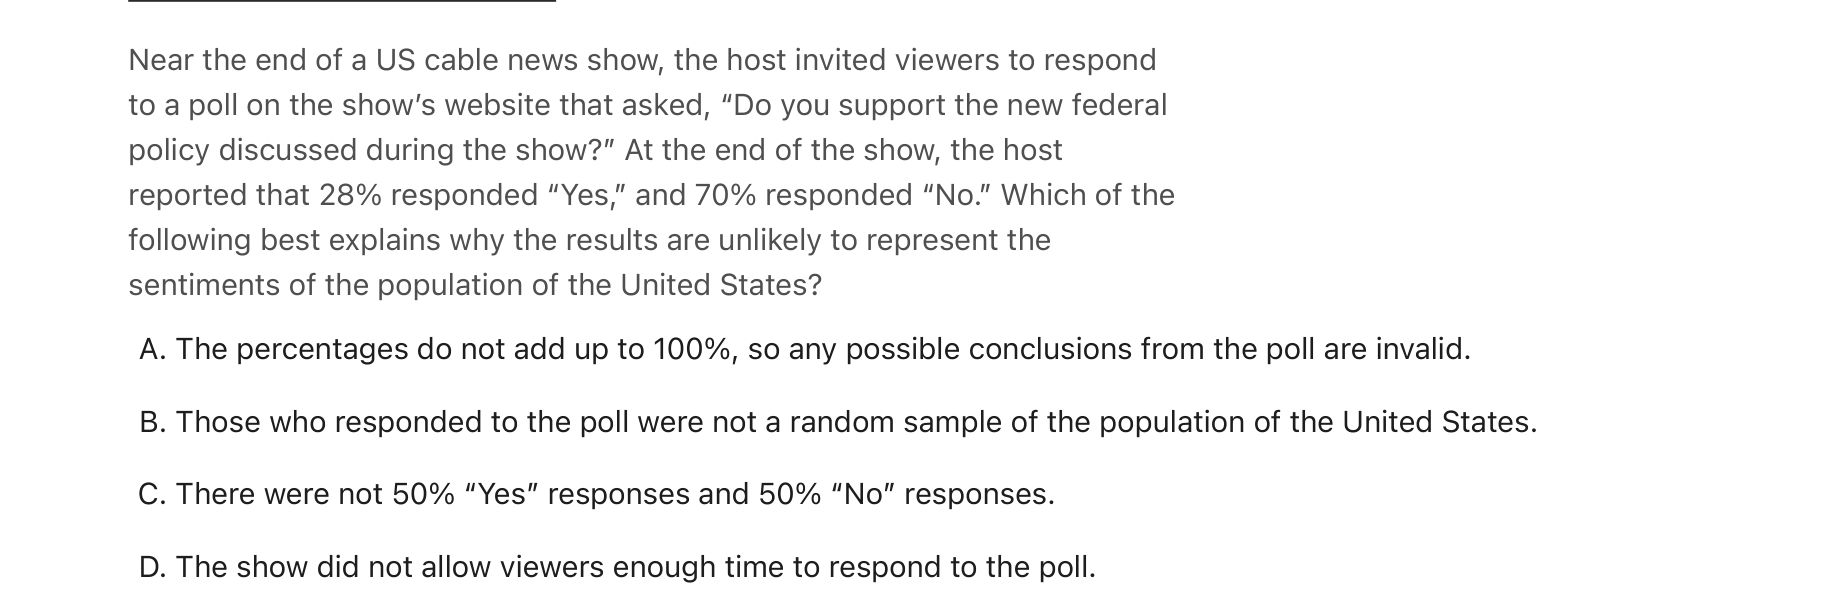 Near the end of a US cable news show, the host invited viewers to respond
to a poll on the show’s website that asked, “Do you support the new federal
policy discussed during the show?” At the end of the show, the host
reported that 28% responded “Yes,” and 70% responded “No.” Which of the
following best explains why the results are unlikely to represent the
sentiments of the population of the United States?
A. The percentages do not add up to 100%, so any possible conclusions from the poll are invalid.
B. Those who responded to the poll were not a random sample of the population of the United States.
C. There were not 50% “Yes” responses and 50% “No” responses.
D. The show did not allow viewers enough time to respond to the poll.